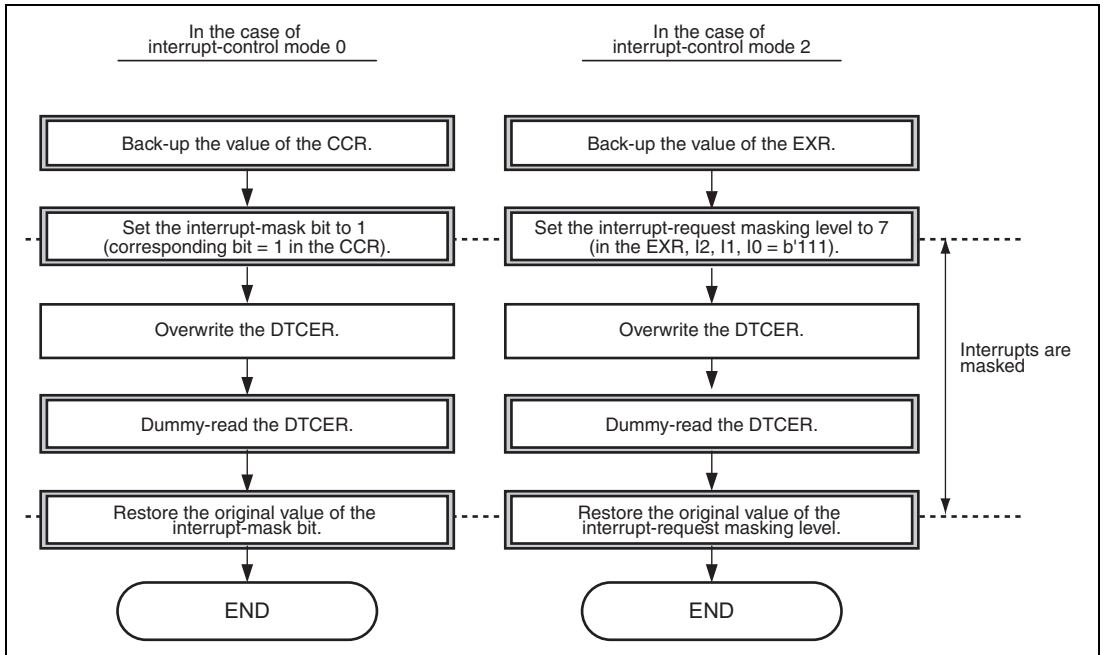 In the case of
interrupt-control mode 0
Back-up the value of the CCR.
Set the interrupt-mask bit to 1
(corresponding bit = 1 in the CCR).
Overwrite the DTCER.
Dummy-read the DTCER.
Restore the original value of the
interrupt-mask bit.
END
In the case of
interrupt-control mode 2
Back-up the value of the EXR.
Set the interrupt-request masking level to 7
(in the EXR, I2, I1, I0 = b'111).
Overwrite the DTCER.
Dummy-read the DTCER.
Restore the original value of the
interrupt-request masking level.
END
Interrupts are
masked